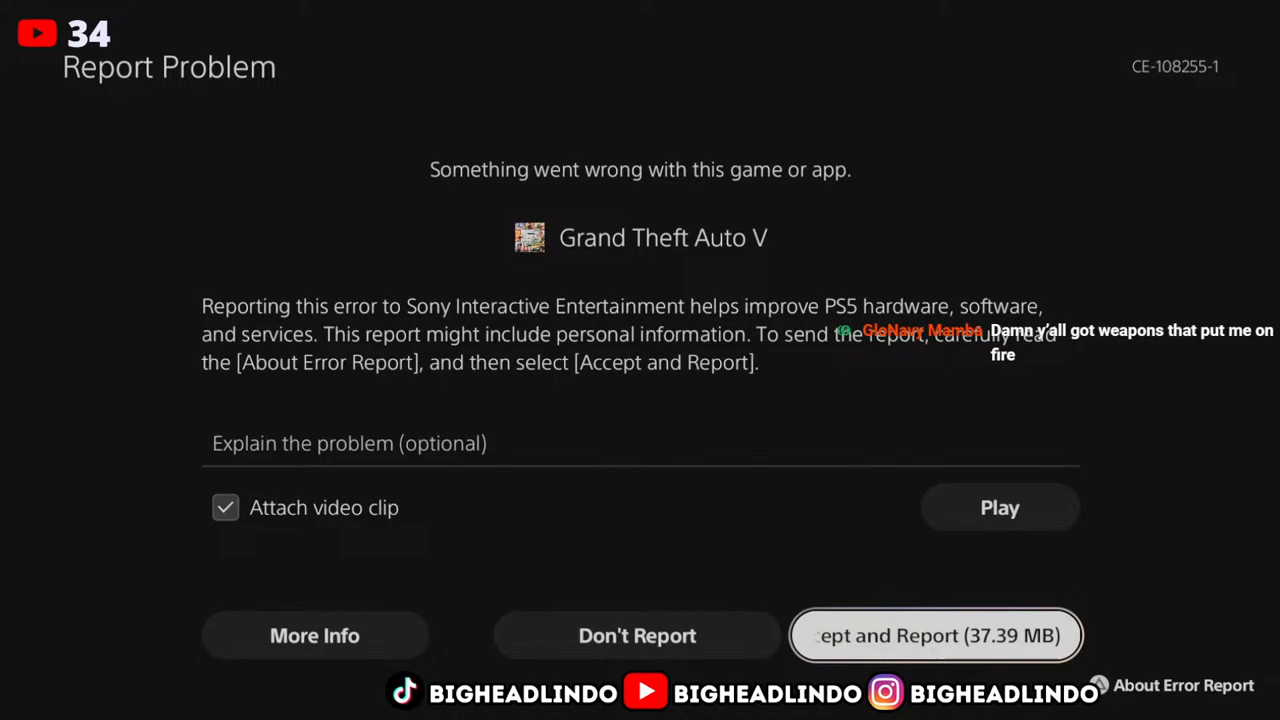 34
Report Problem
CE-108255-1
Something went wrong with this game or app.
Grand Theft Auto V
Reporting this error to Sony Interactive Entertainment helps improve PS5 hardware, software,
and services. This report might include personal information. To send the report, carefully read
the [About Error Report], and then select [Accept and Report].
GloNavy Mamba Damn y'all got weapons that put me on
fire
Explain the problem (optional)
Attach video clip
Play
More Info
Don't Report
ept and Report (37.39 MB)
BIGHEADLINDO BIGHEADLINDO BIGHEADLINDO
About Error Report